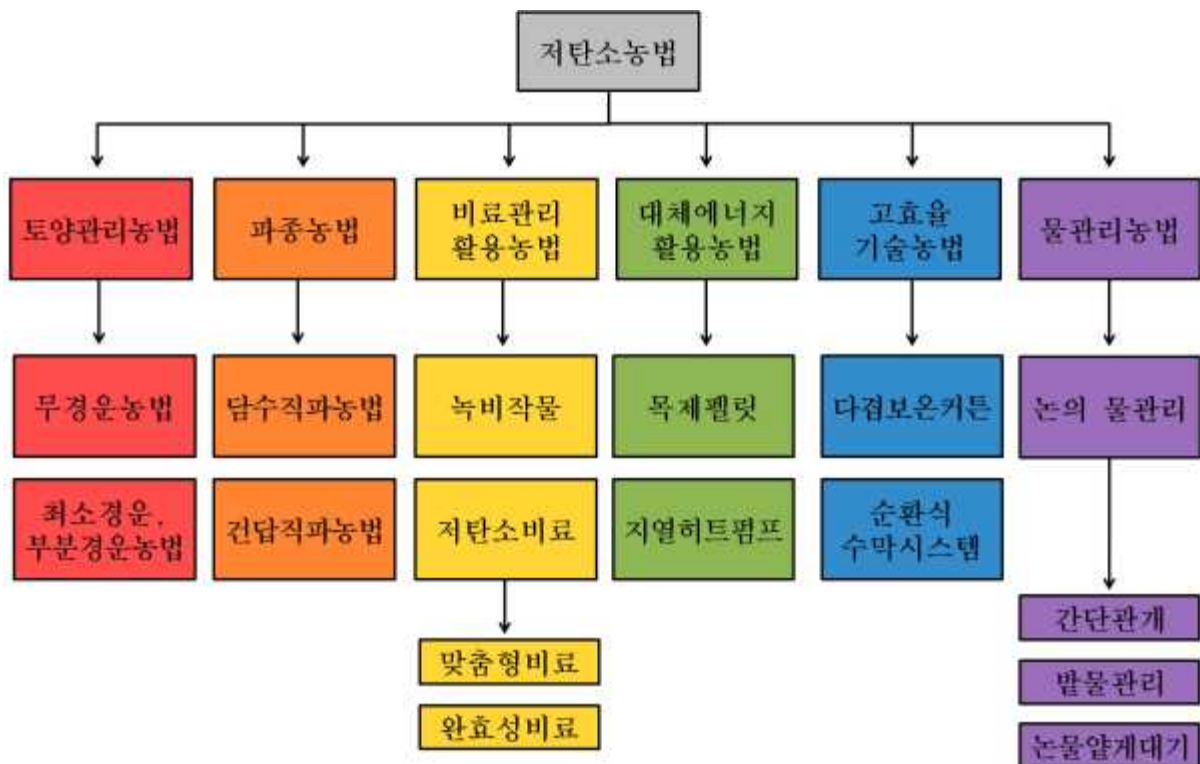 저탄소농법
토양관리농법
파종농법
비료관리
활용농법
대체에너지
활용농법
고효율
기술농법
물관리농법
무경운농법
담수직파농법
녹비작물
목제펠릿
다겹보온커튼
논의 물관리
최소경운.
부분경운농법
건답직파농법
저탄소비료
지열히트펌프
순환식
수막시스템
간단관개
맞춤형비료
밭물관리
완효성비료
논물얕게대기